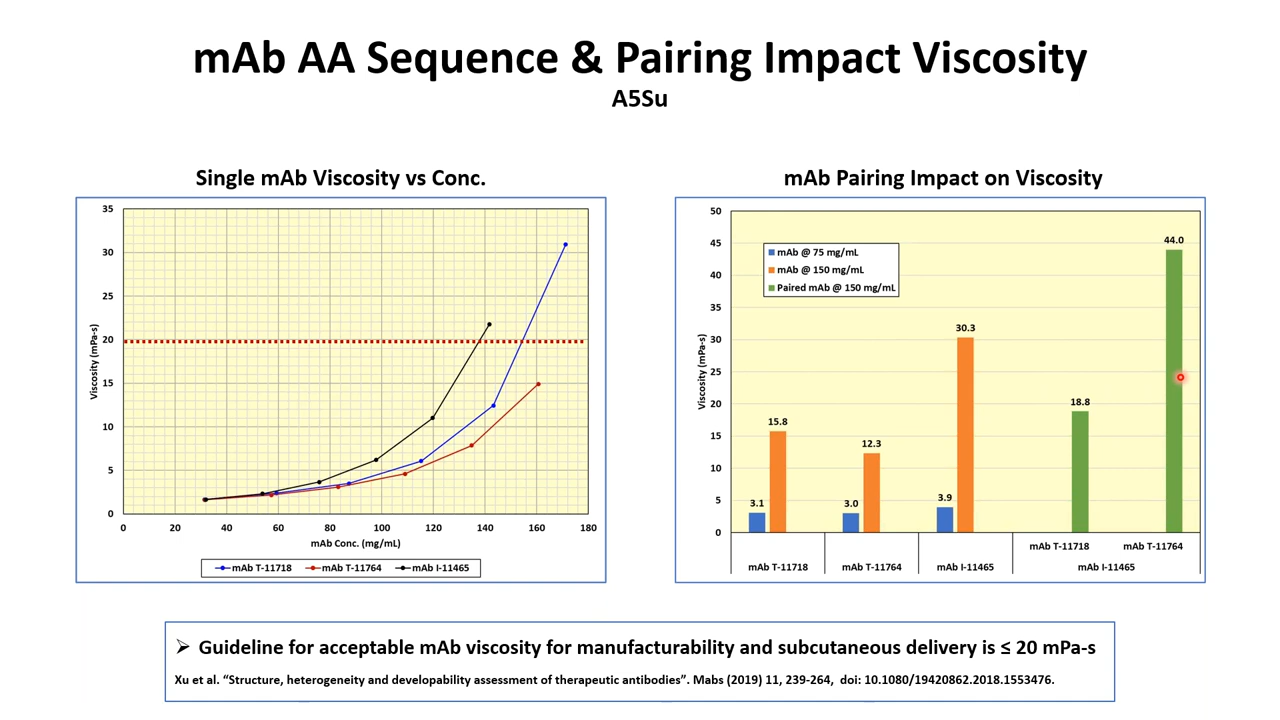 mAb AA Sequence & Pairing Impact Viscosity
A5Su
Single mAb Viscosity vs Conc.
35
30
25
20
15
10
5
0
Viscosity (mPa-s)
0 20 40 60 80 100 120 140 160 180
mAb Conc. (mg/mL)
mAb T-11718 mAb T-11764 mAb I-11465
mAb Pairing Impact on Viscosity
50
45
40
35
30
25
20
15
10
5
0
Viscosity (mPa-s)
mAb @ 75 mg/mL
mAb @ 150 mg/mL
Paired mAb @ 150 mg/mL
3.1
15.8
3.0
12.3
3.9
30.3
18.8
44.0
mAb T-11718 mAb T-11764
mAb T-11718 mAb T-11764 mAb I-11465 mAb I-11465
➢ Guideline for acceptable mAb viscosity for manufacturability and subcutaneous delivery is ≤ 20 mPa-s
Xu et al. “Structure, heterogeneity and developability assessment of therapeutic antibodies”. Mabs (2019) 11, 239-264, doi: 10.1080/19420862.2018.1553476.